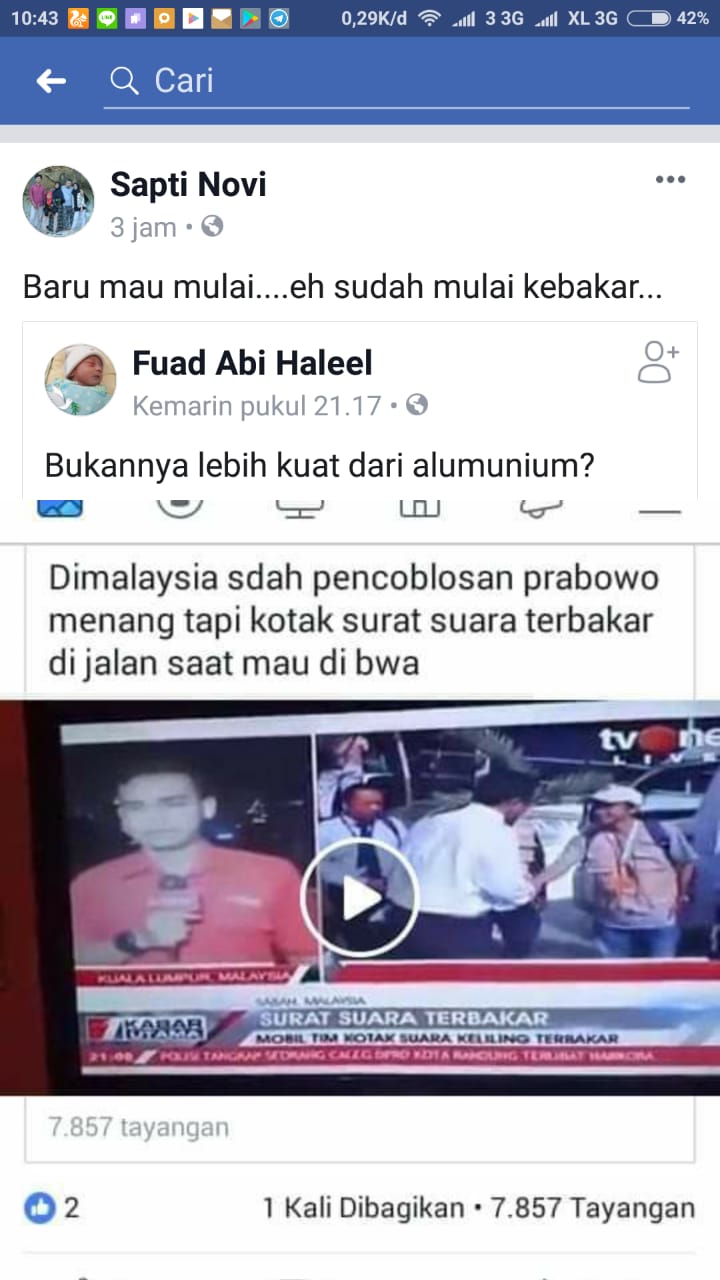 10:43 0,29K/d 3 3G XL 3G 42%
Cari
Sapti Novi
3 jam
Baru mau mulai....eh sudah mulai kebakar...
Fuad Abi Haleel
Kemarin pukul 21.17
Bukannya lebih kuat dari alumunium?
Dimalaysia sdah pencoblosan prabowo
menang tapi kotak surat suara terbakar
di jalan saat mau di bwa
tvOne
LIVE
KUALA LUMPUR, MALAYSIA
SABAH, MALAYSIA
KABAR
UTAMA
SURAT SUARA TERBAKAR
MOBIL TIM KOTAK SUARA KELILING TERBAKAR
POLISI TANGKAP SEORANG CALEG DPRD KOTA BANDUNG TERLIBAT NARKOBA
7.857 tayangan
2 1 Kali Dibagikan • 7.857 Tayangan